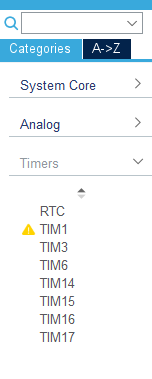 Categories A->Z
System Core
Analog
Timers
RTC
TIM1
TIM3
TIM6
TIM14
TIM15
TIM16
TIM17